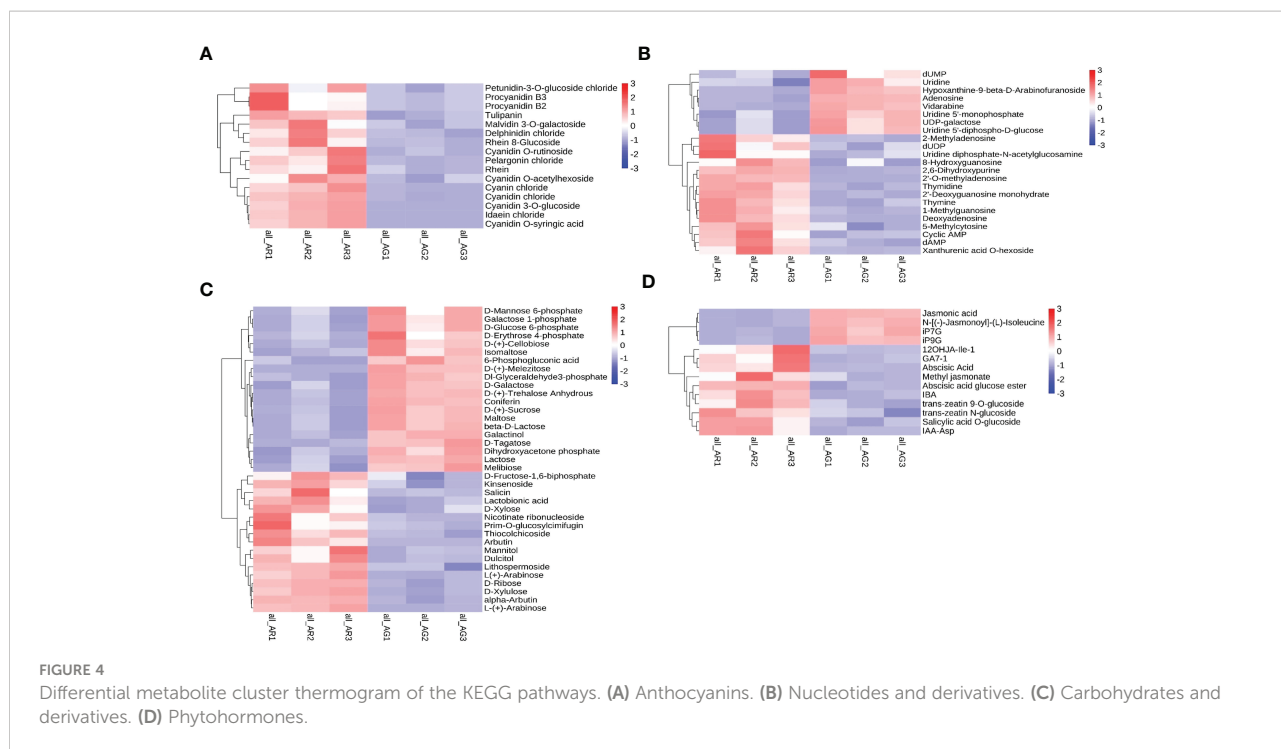 A
Petunidin-3-O-glucoside chloride
Procyanidin B3
Procyanidin B2
Tulipanin
Malvidin 3-O-galactoside
Delphinidin chloride
Rhein 8-Glucoside
Cyanidin O-rutinoside
Pelargonin chloride
Rhein
Cyanidin O-acetylhexoside
Cyanin chloride
Cyanidin chloride
Cyanidin 3-O-glucoside
Idaein chloride
Cyanidin O-syringic acid
3
2
1
0
-1
-2
-3
all_AR1
all_AR2
all_AR3
all_AG1
all_AG2
all_AG3
B
dUMP
Uridine
Hypoxanthine-9-beta-D-Arabinofuranoside
Adenosine
Vidarabine
Uridine 5'-monophosphate
UDP-galactose
Uridine 5'-diphospho-D-glucose
2-Methyladenosine
dUDP
Uridine diphosphate-N-acetylglucosamine
8-Hydroxyguanosine
2,6-Dihydroxypurine
2'-O-methyladenosine
Thymidine
2'-Deoxyguanosine monohydrate
Thymine
1-Methylguanosine
Deoxyadenosine
5-Methylcytosine
Cyclic AMP
dAMP
Xanthurenic acid O-hexoside
3
2
1
0
-1
-2
-3
all_AR1
all_AR2
all_AR3
all_AG1
all_AG2
all_AG3
C
D-Mannose 6-phosphate
Galactose 1-phosphate
D-Glucose 6-phosphate
D-Erythrose 4-phosphate
D-(+)-Cellobiose
Isomaltose
6-Phosphogluconic acid
D-(+)-Melezitose
Dl-Glyceraldehyde3-phosphate
D-Galactose
D-(+)-Trehalose Anhydrous
Coniferin
D-(+)-Sucrose
Maltose
beta-D-Lactose
Galactinol
D-Tagatose
Dihydroxyacetone phosphate
Lactose
Melibiose
D-Fructose-1,6-biphosphate
Kinsenoside
Salicin
Lactobionic acid
D-Xylose
Nicotinate ribonucleoside
Prim-O-glucosylcimifugin
Thiocolchicoside
Arbutin
Mannitol
Dulcitol
Lithospermoside
L(+)-Arabinose
D-Ribose
D-Xylulose
alpha-Arbutin
L-(+)-Arabinose
3
2
1
0
-1
-2
-3
all_AR1
all_AR2
all_AR3
all_AG1
all_AG2
all_AG3
D
Jasmonic acid
N-[(-)-Jasmonoyl]-(L)-Isoleucine
iP7G
iP9G
12OHJA-Ile-1
GA7-1
Abscisic Acid
Methyl jasmonate
Abscisic acid glucose ester
IBA
trans-zeatin 9-O-glucoside
trans-zeatin N-glucoside
Salicylic acid O-glucoside
IAA-Asp
3
2
1
0
-1
-2
-3
all_AR1
all_AR2
all_AR3
all_AG1
all_AG2
all_AG3
FIGURE 4
Differential metabolite cluster thermogram of the KEGG pathways. (A) Anthocyanins. (B) Nucleotides and derivatives. (C) Carbohydrates and
derivatives. (D) Phytohormones.